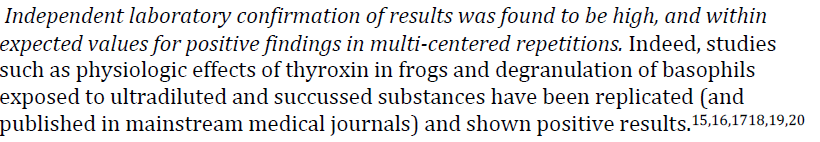 Independent laboratory confirmation of results was found to be high, and within
expected values for positive findings in multi-centered repetitions. Indeed, studies
such as physiologic effects of thyroxin in frogs and degranulation of basophils
exposed to ultradiluted and succussed substances have been replicated (and
published in mainstream medical journals) and shown positive results.15,16,1718,19,20